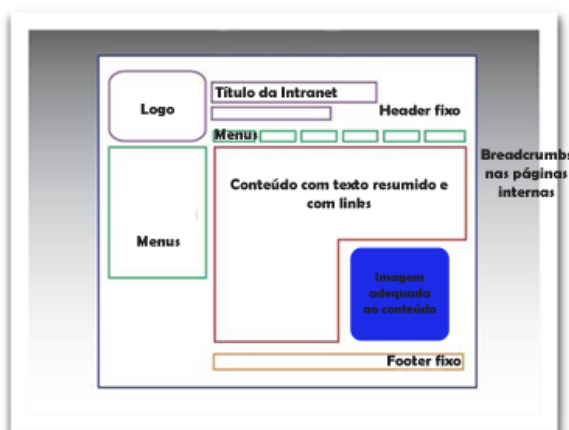 Título da Intranet
Logo
Header fixo
Menus
Breadcrumbs
nas páginas
internas
Conteúdo com texto resumido e
com links
Menus
Imagem
adequada
ao conteúdo
Footer fixo